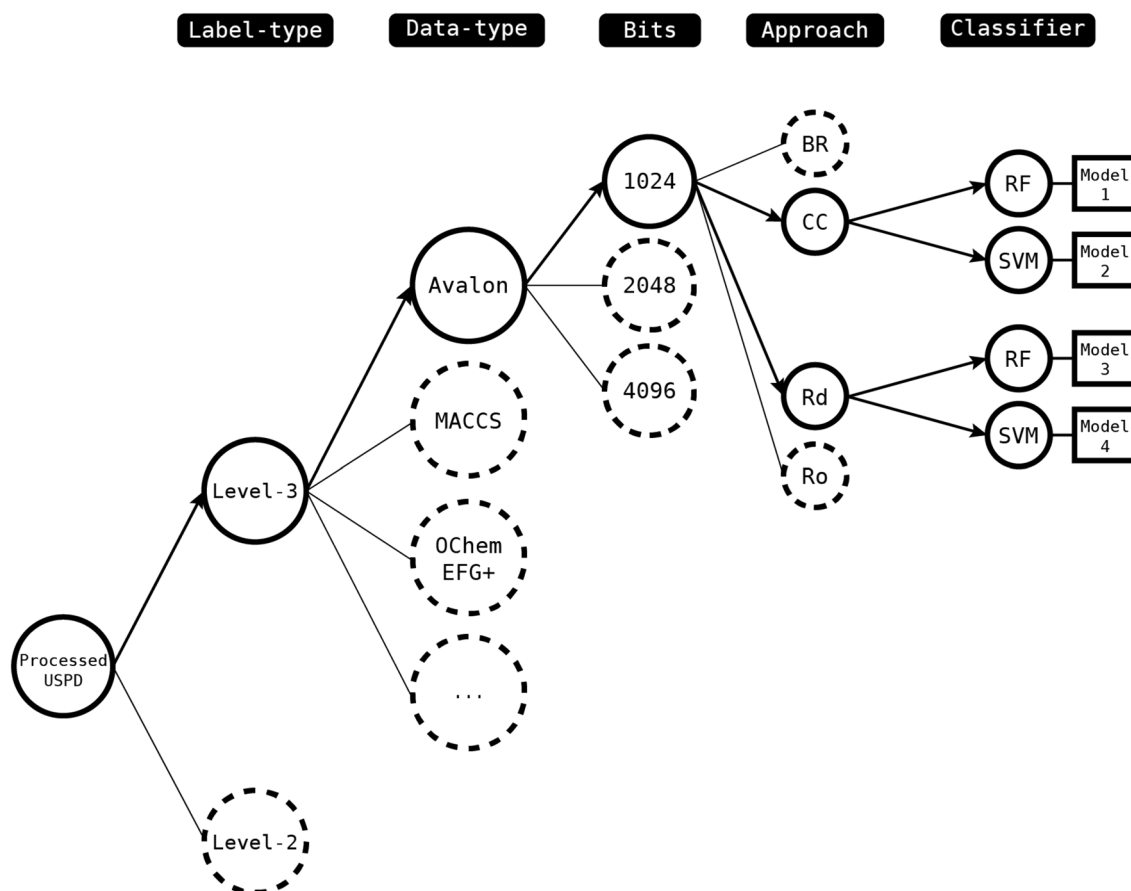 Label-type
Data-type
Bits
Approach
Classifier
Processed
USPD
Level-3
Level-2
Avalon
MACCS
OChem
EFG+
...
1024
2048
4096
BR
CC
Rd
Ro
RF
Model
1
SVM
Model
2
RF
Model
3
SVM
Model
4